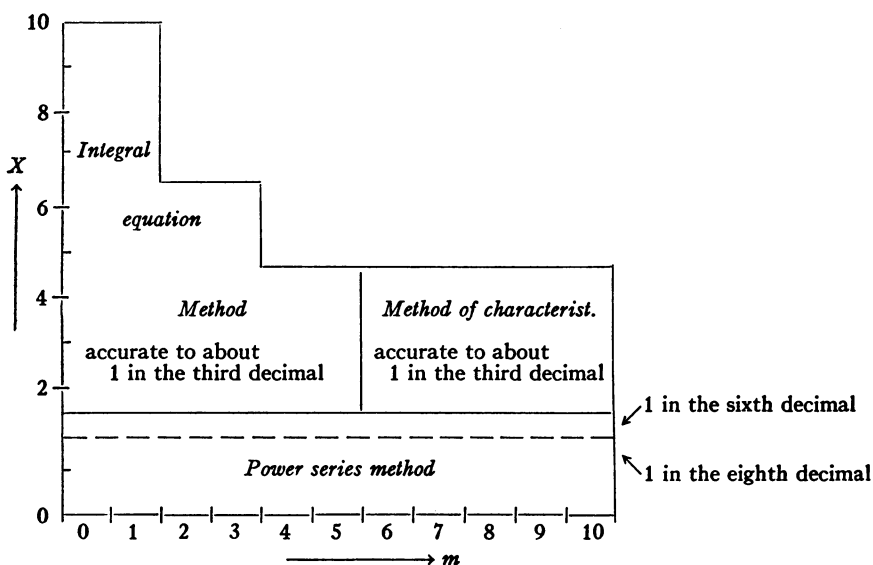 10
8
Integral
X
6
equation
4
Method
Method of characterist.
accurate to about
1 in the third decimal
accurate to about
1 in the third decimal
2
1 in the sixth decimal
Power series method
1 in the eighth decimal
0
0 1 2 3 4 5 6 7 8 9 10
m